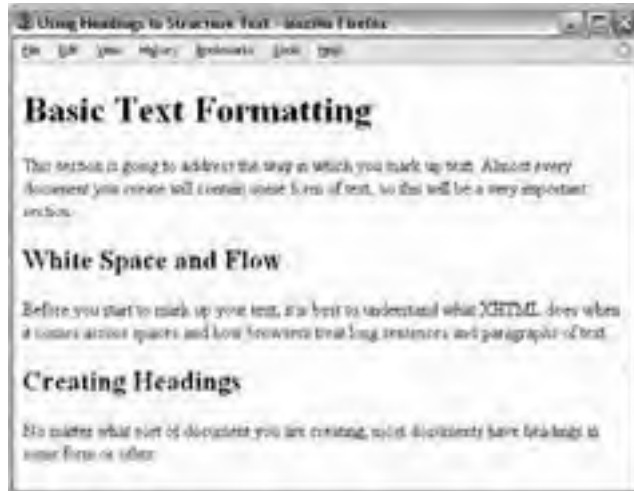 Using Headings to Structure Text - Mozilla Firefox
File Edit View History Bookmarks Tools Help
Basic Text Formatting
This section is going to address the way in which you mark up text. Almost every
document you create will contain some form of text, so this will be a very important
section.
White Space and Flow
Before you start to mark up your text, it is best to understand what XHTML does when
it comes across spaces and how browsers treat long sentences and paragraphs of text.
Creating Headings
No matter what sort of document you are creating, most documents have headings in
some form or other.